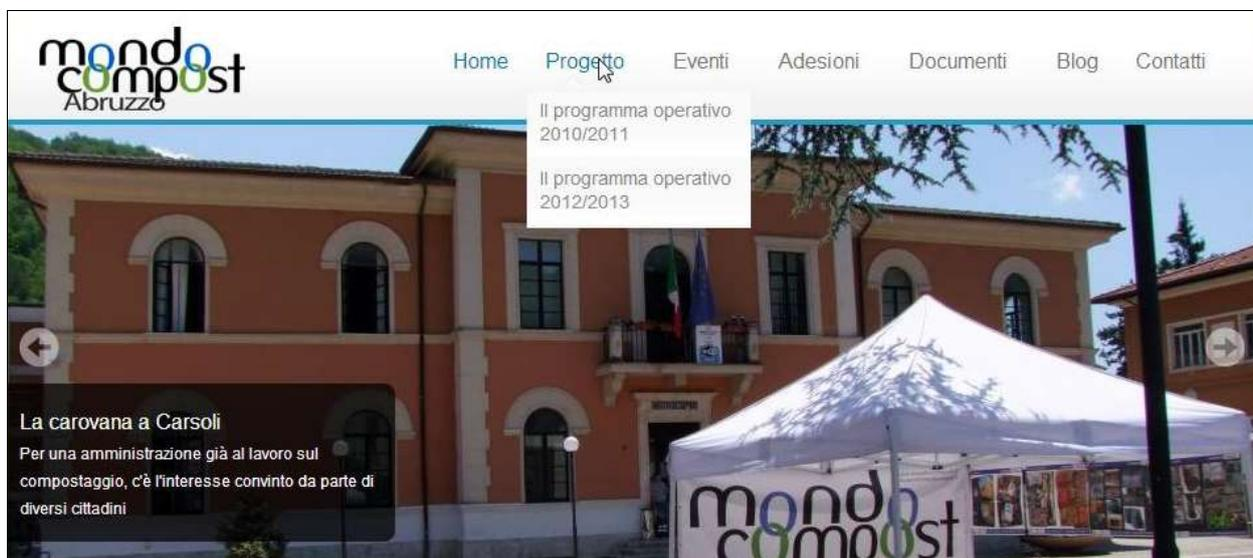 mondo
compost
Abruzzo
Home Progetto Eventi Adesioni Documenti Blog Contatti
Il programma operativo
2010/2011
Il programma operativo
2012/2013
MUNICIPIO
La carovana a Carsoli
Per una amministrazione già al lavoro sul
compostaggio, c'è l'interesse convinto da parte di
diversi cittadini
mondo
compost